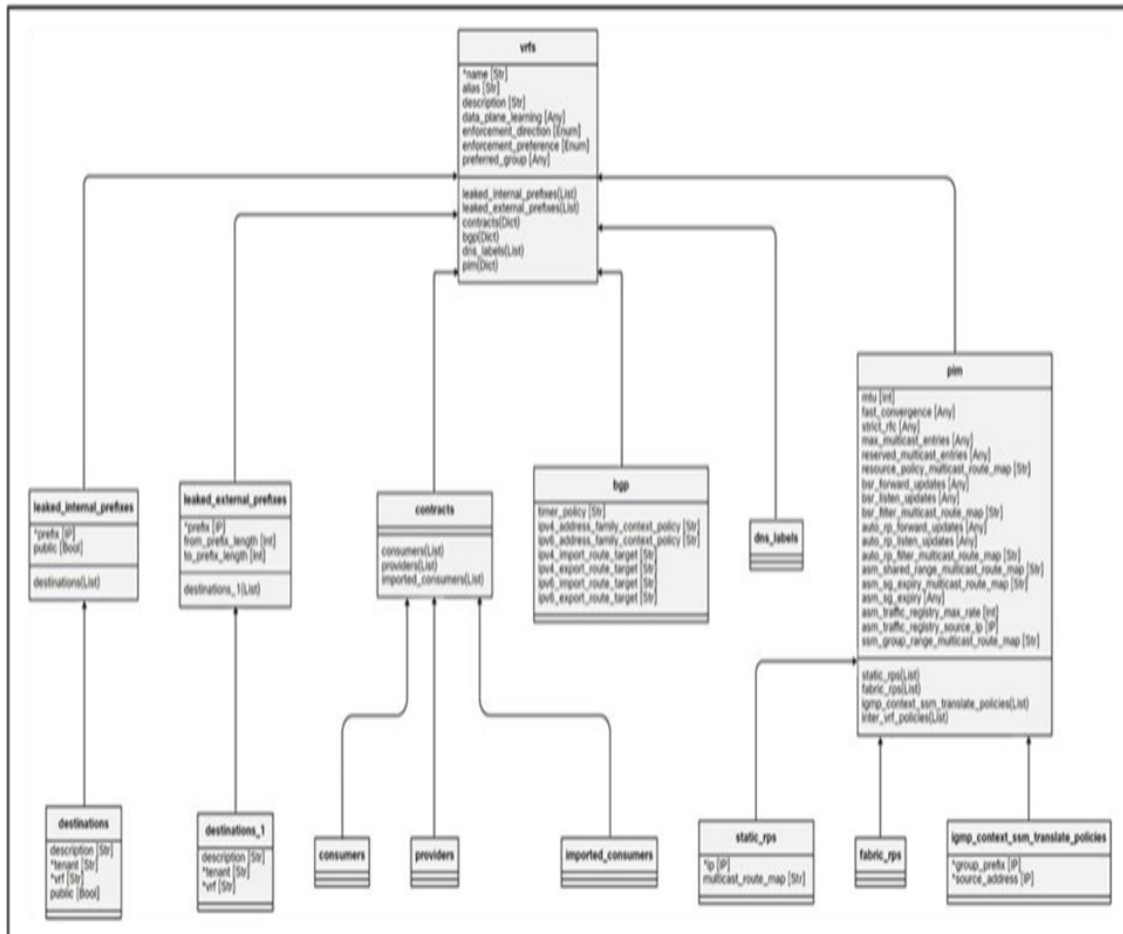 vrfs
*name [Str]
alias [Str]
description [Str]
data_plane_learning [Any]
enforcement_direction [Enum]
enforcement_preference [Enum]
preferred_group [Any]
leaked_internal_prefixes(List)
leaked_external_prefixes(List)
contracts(Dict)
bgp(Dict)
dns_labels(List)
pim(Dict)
pim
mtu [Int]
fast_convergence [Any]
strict_rfc [Any]
max_multicast_entries [Any]
reserved_multicast_entries [Any]
resource_policy_multicast_route_map [Str]
bsr_forward_updates [Any]
bsr_listen_updates [Any]
bsr_filter_multicast_route_map [Str]
auto_rp_forward_updates [Any]
auto_rp_listen_updates [Any]
auto_rp_filter_multicast_route_map [Str]
asm_shared_range_multicast_route_map [Str]
asm_sg_expiry_multicast_route_map [Str]
asm_sg_expiry [Any]
asm_traffic_registry_max_rate [Int]
asm_traffic_registry_source_ip [IP]
ssm_group_range_multicast_route_map [Str]
static_rps(List)
fabric_rps(List)
igmp_context_ssm_translate_policies(List)
inter_vrf_policies(List)
leaked_internal_prefixes
*prefix [IP]
public [Bool]
destinations(List)
leaked_external_prefixes
*prefix [IP]
from_prefix_length [Int]
to_prefix_length [Int]
destinations_1(List)
contracts
consumers(List)
providers(List)
imported_consumers(List)
bgp
timer_policy [Str]
ipv4_address_family_context_policy [Str]
ipv6_address_family_context_policy [Str]
ipv4_import_route_target [Str]
ipv4_export_route_target [Str]
ipv6_import_route_target [Str]
ipv6_export_route_target [Str]
dns_labels
destinations
description [Str]
*tenant [Str]
*vrf [Str]
public [Bool]
destinations_1
description [Str]
*tenant [Str]
*vrf [Str]
consumers
providers
imported_consumers
static_rps
*ip [IP]
multicast_route_map [Str]
fabric_rps
igmp_context_ssm_translate_policies
*group_prefix [IP]
*source_address [IP]